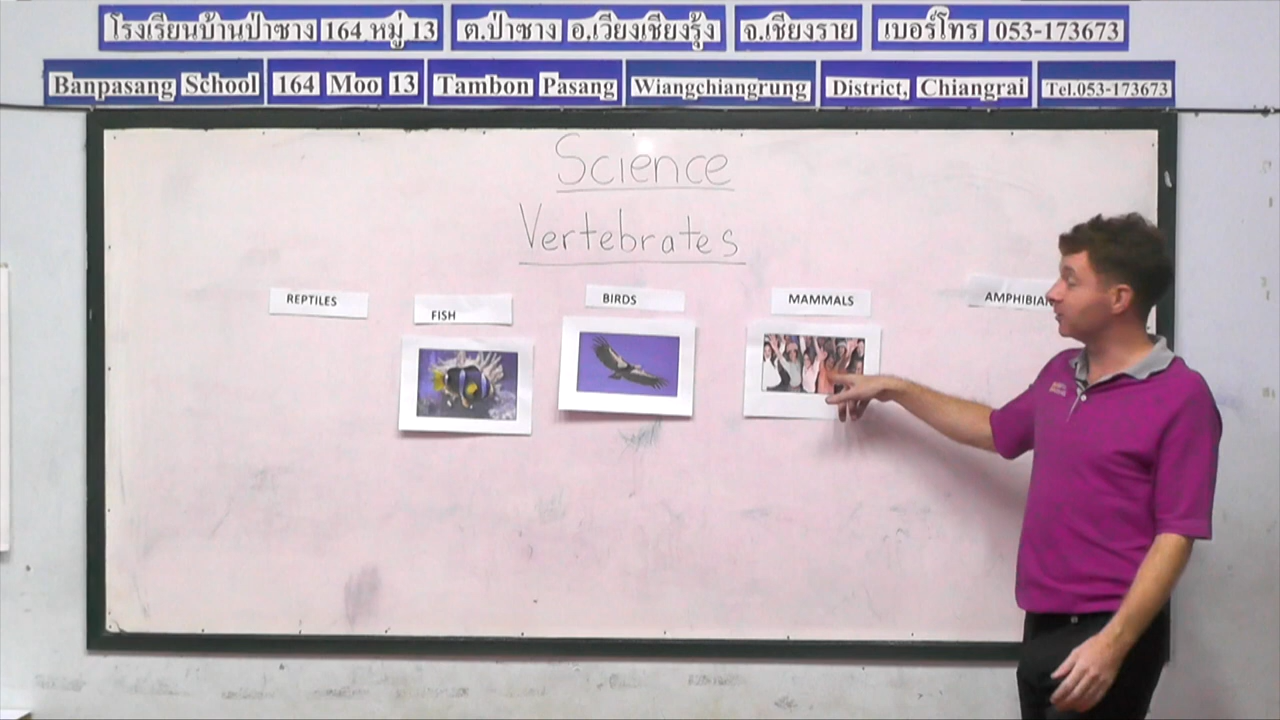 โรงเรียนบ้านป่าซาง 164 หมู่ 13 ต.ป่าซาง อ.เวียงเชียงรุ้ง จ.เชียงราย เบอร์โทร 053-173673
Banpasang School 164 Moo 13 Tambon Pasang Wiangchiangrung District, Chiangrai Tel.053-173673
Science
Vertebrates
REPTILES FISH BIRDS MAMMALS AMPHIBIAN